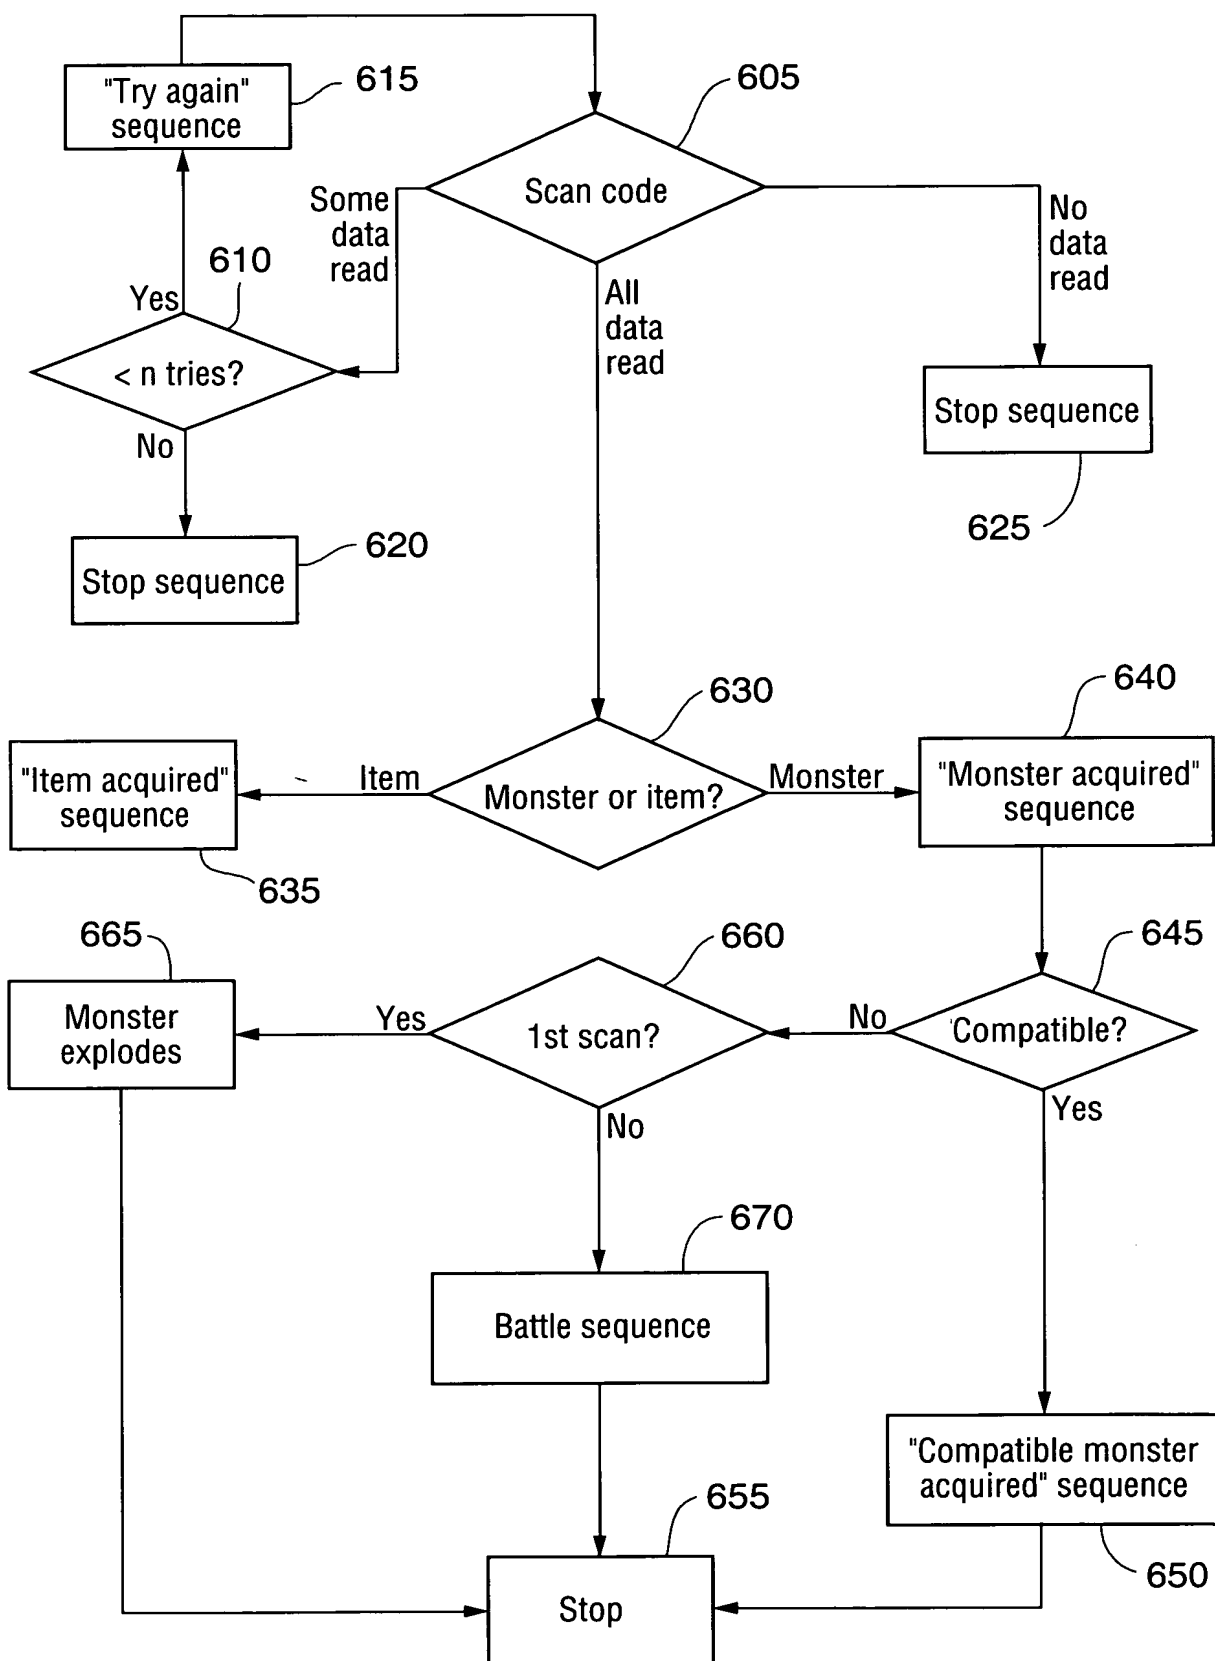 "Try again"
sequence
615
605
Scan code
Some
data
read
No
data
read
610
Yes
All
data
read
< n tries?
No
Stop sequence
625
620
Stop sequence
630
640
"Item acquired"
sequence
Item
Monster or item?
Monster
"Monster acquired"
sequence
635
665
660
645
Monster
explodes
Yes
1st scan?
No
Compatible?
Yes
No
670
Battle sequence
"Compatible monster
acquired" sequence
655
650
Stop